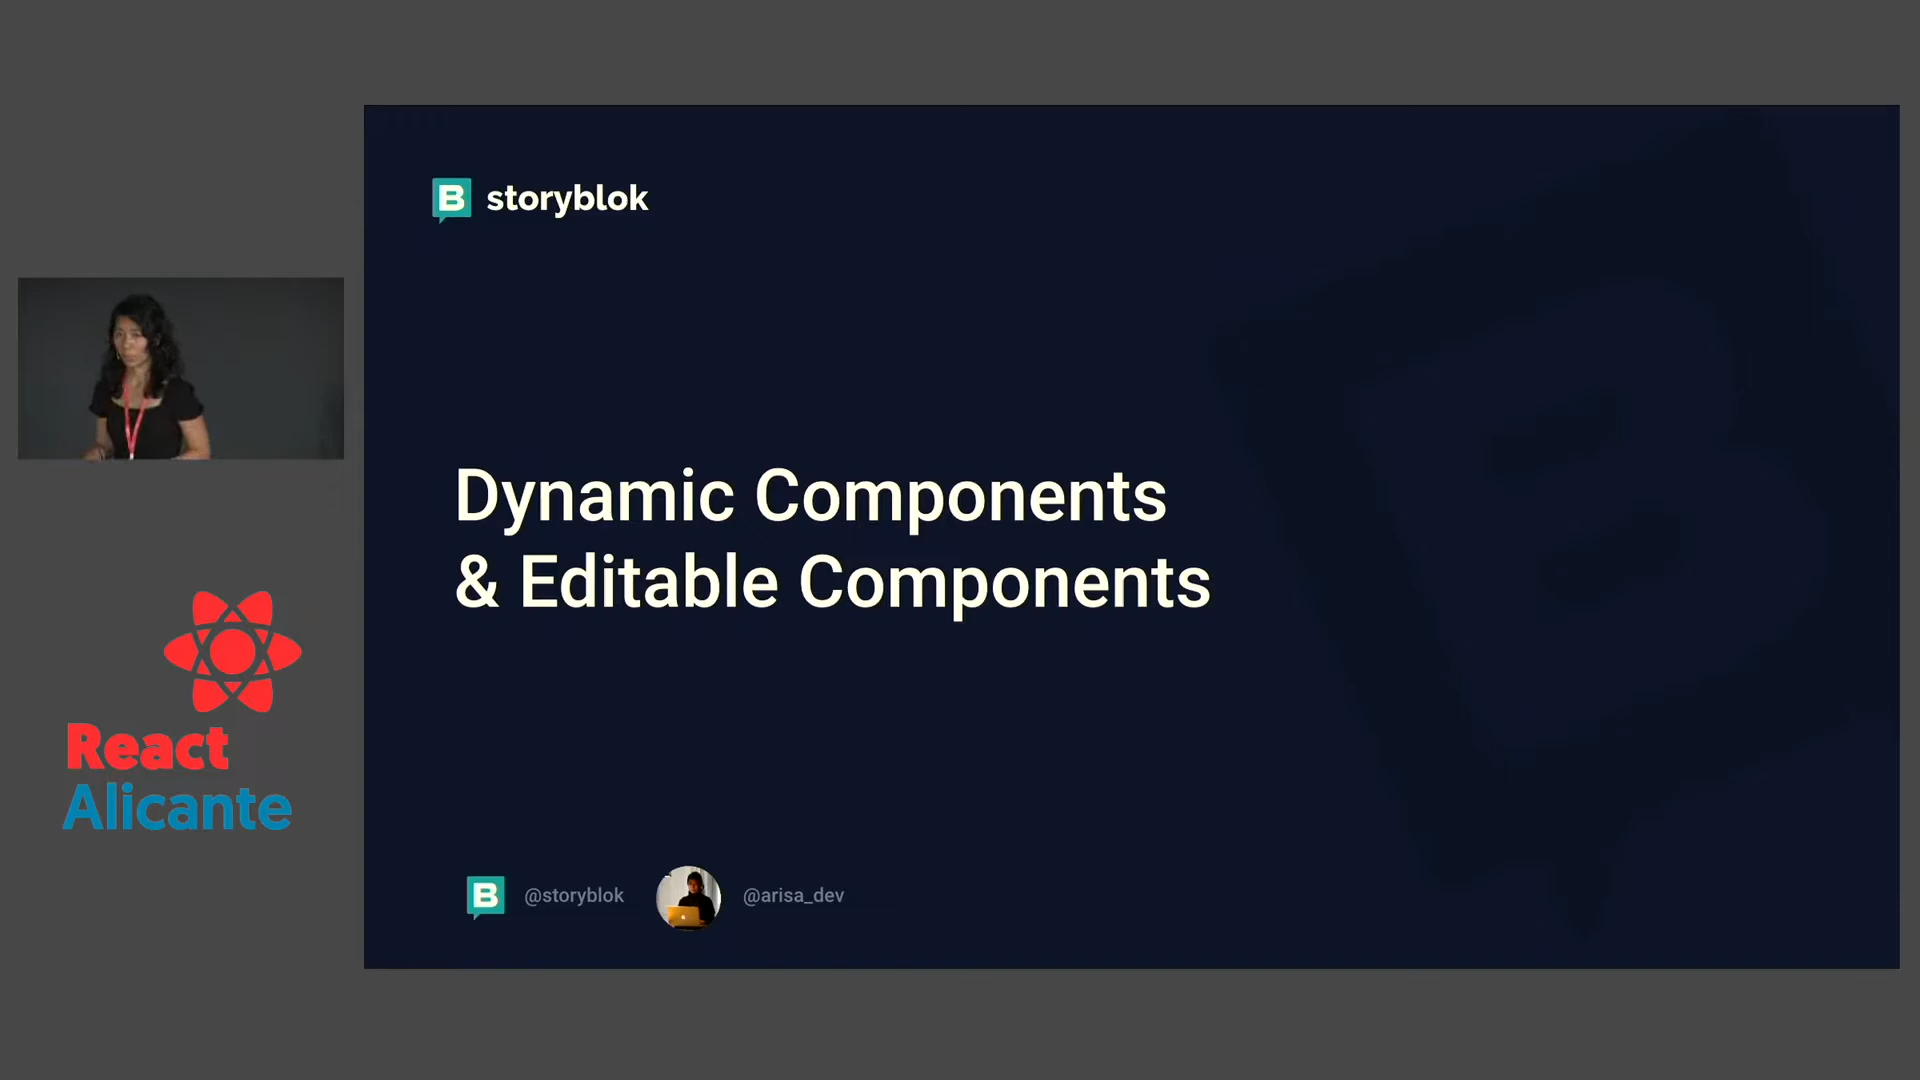 B storyblok
Dynamic Components
& Editable Components
React
Alicante
B @storyblok @arisa_dev